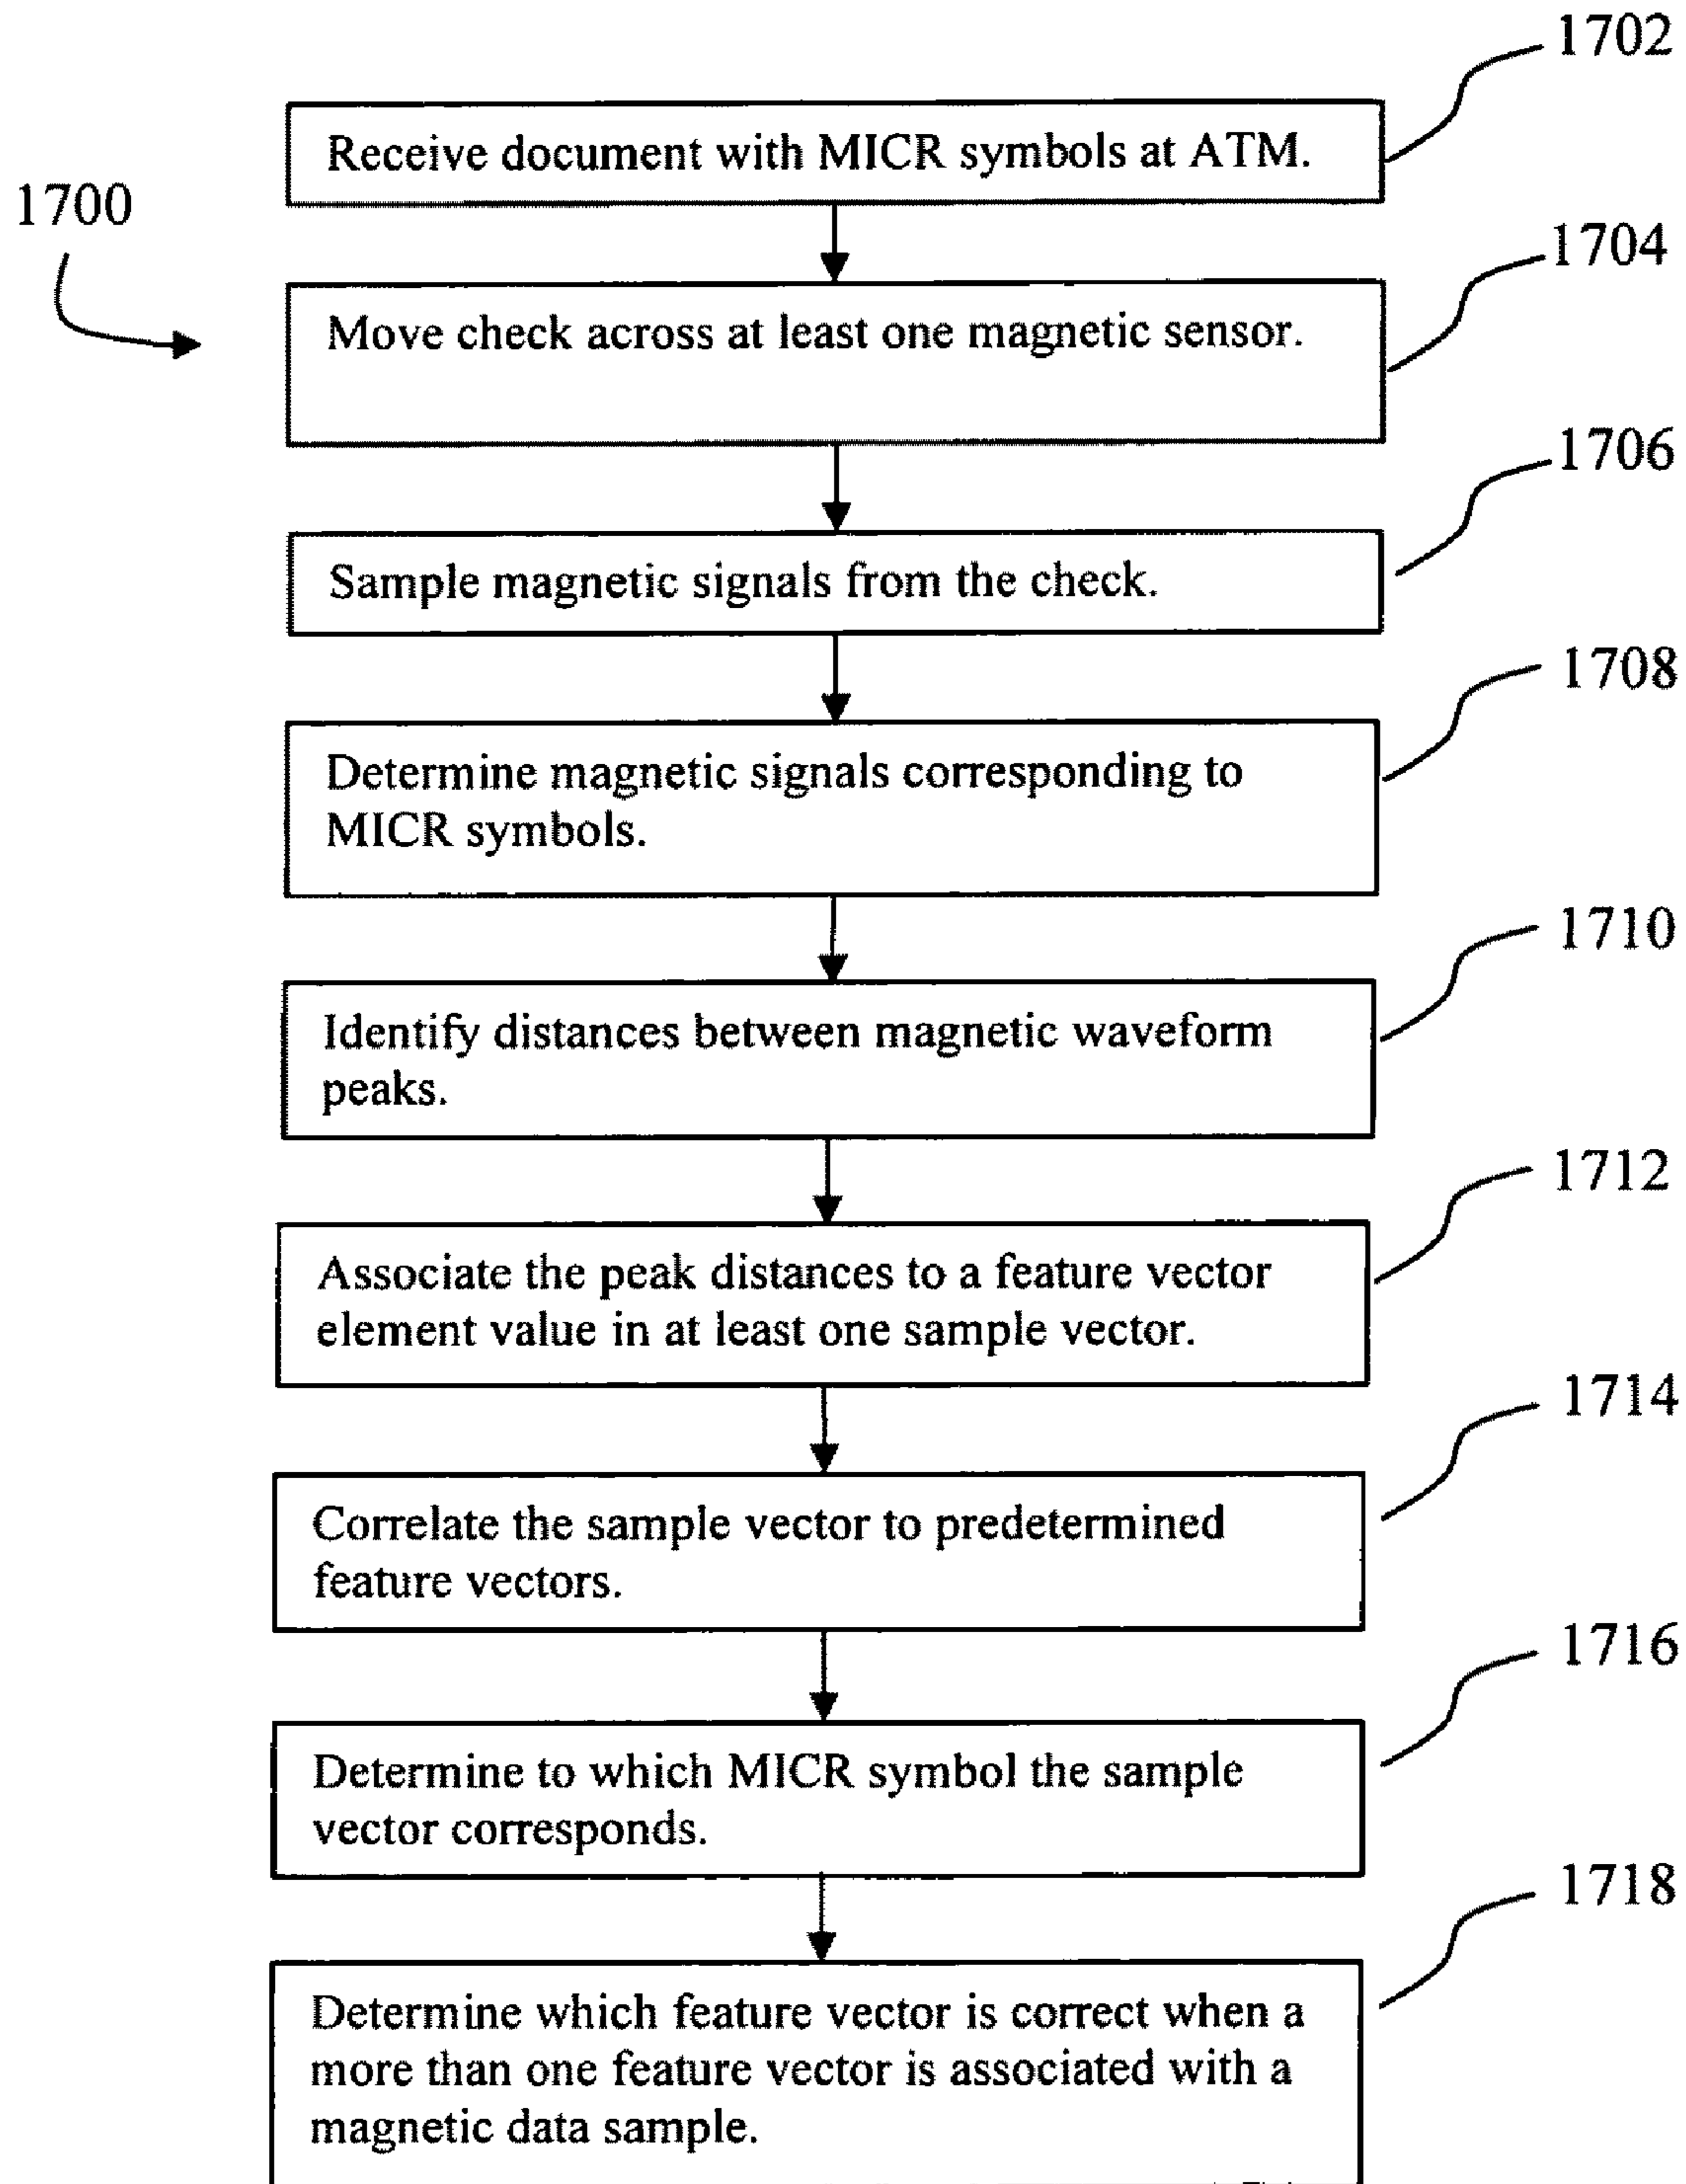 1702
Receive document with MICR symbols at ATM.
1700
1704
Move check across at least one magnetic sensor.
1706
Sample magnetic signals from the check.
1708
Determine magnetic signals corresponding to
MICR symbols.
1710
Identify distances between magnetic waveform
peaks.
1712
Associate the peak distances to a feature vector
element value in at least one sample vector.
1714
Correlate the sample vector to predetermined
feature vectors.
1716
Determine to which MICR symbol the sample
vector corresponds.
1718
Determine which feature vector is correct when a
more than one feature vector is associated with a
magnetic data sample.